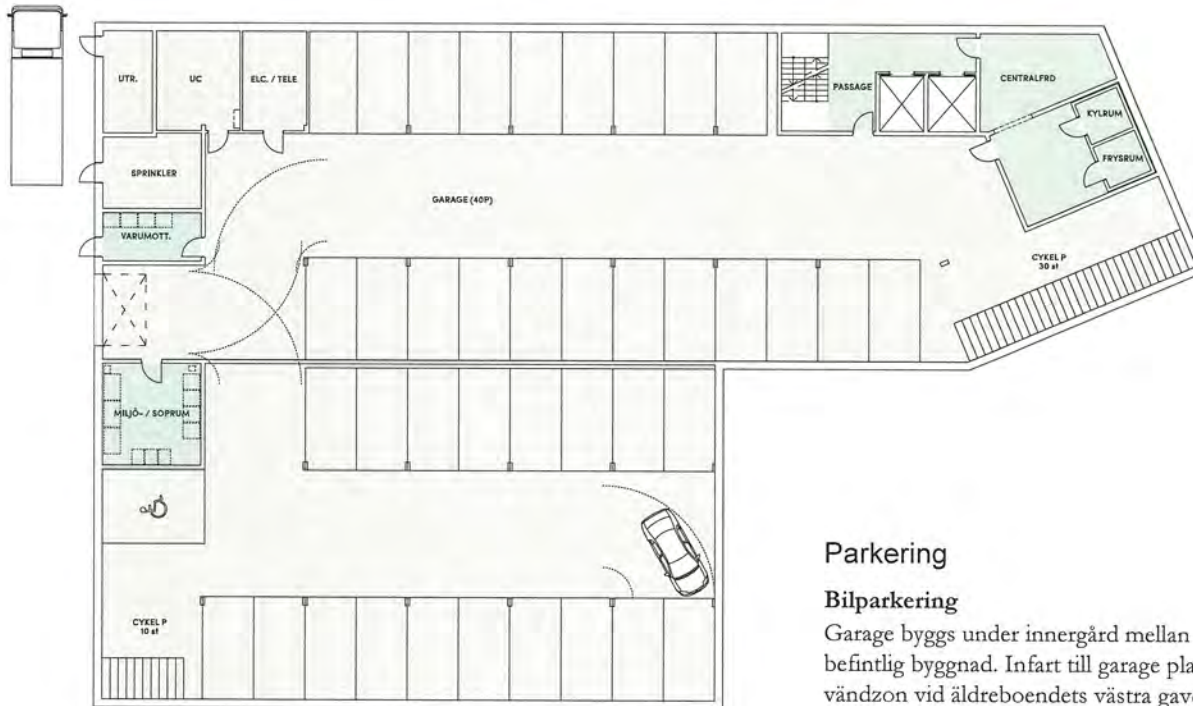 UTR.
UC
ELC. / TELE
PASSAGE
CENTRALFRD
KYLRUM
FRYSRUM
SPRINKLER
GARAGE (40P)
VARUMOTT.
CYKEL P
30 st
MILJÖ- / SOPRUM
CYKEL P
10 st
Parkering
Bilparkering
Garage byggs under innergård mellan
befintlig byggnad. Infart till garage pla
vändzon vid äldreboendets västra gave